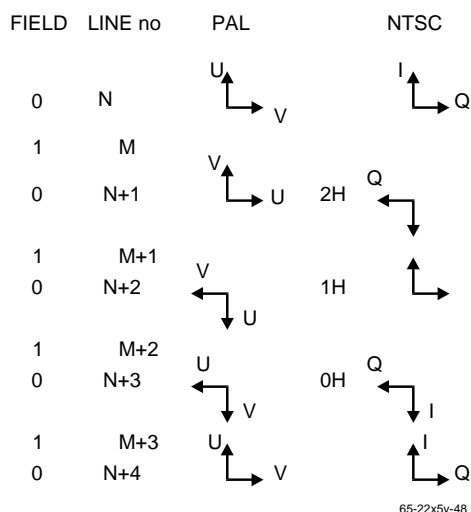 FIELD LINE no PAL NTSC
U I
0 N V Q
1 M
V Q
0 N+1 U 2H
1 M+1
V
0 N+2 1H
U
1 M+2
U Q
0 N+3 0H
V I
1 M+3 U I
0 N+4 V Q
65-22x5y-48